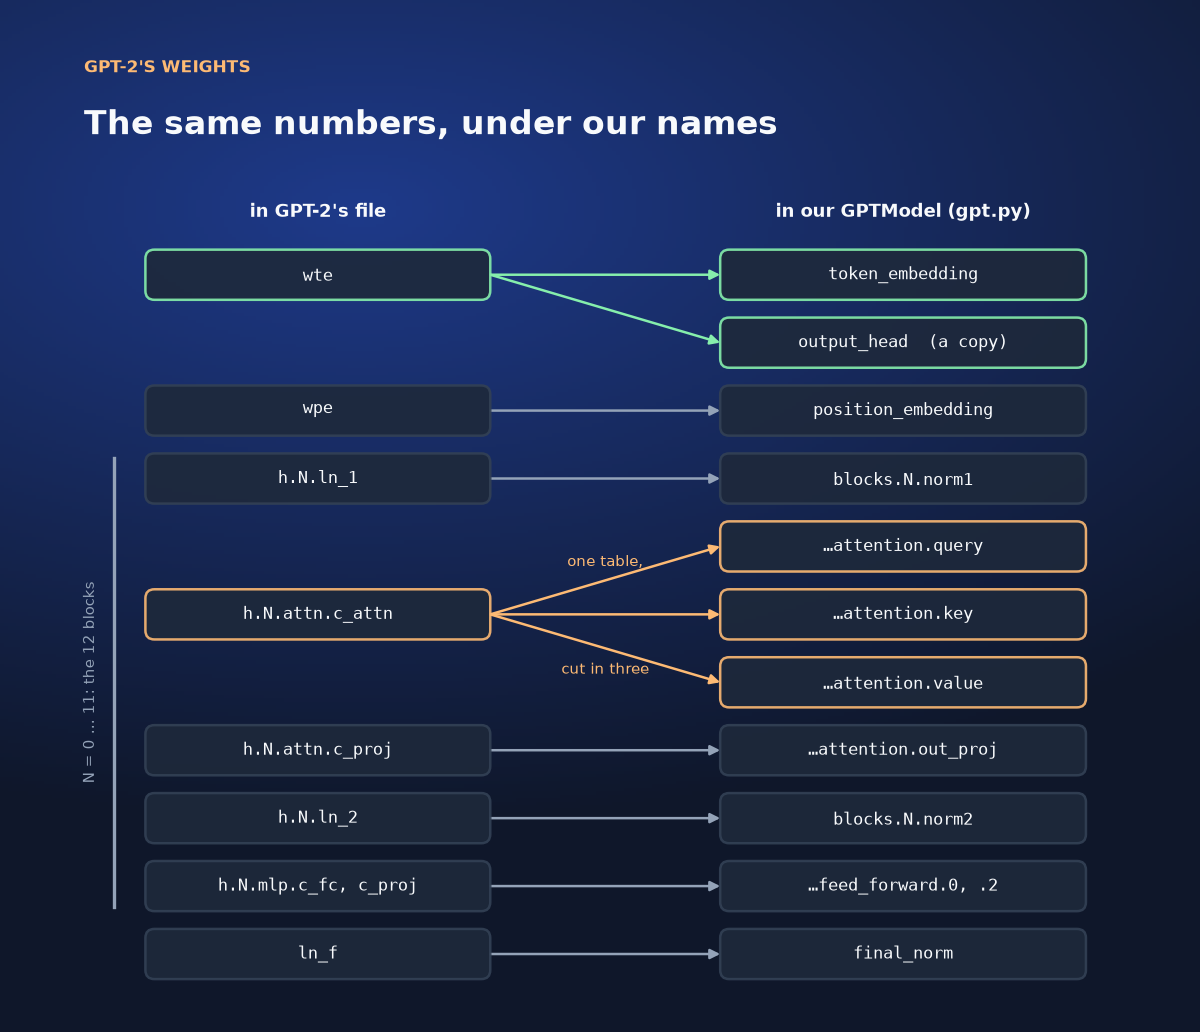 GPT-2'S WEIGHTS
The same numbers, under our names
in GPT-2's file
in our GPTModel (gpt.py)
wte
token_embedding
output_head  (a copy)
wpe
position_embedding
h.N.ln_1
blocks.N.norm1
…attention.query
one table,
h.N.attn.c_attn
…attention.key
cut in three
…attention.value
N = 0 … 11: the 12 blocks
h.N.attn.c_proj
…attention.out_proj
h.N.ln_2
blocks.N.norm2
h.N.mlp.c_fc, c_proj
…feed_forward.0, .2
ln_f
final_norm